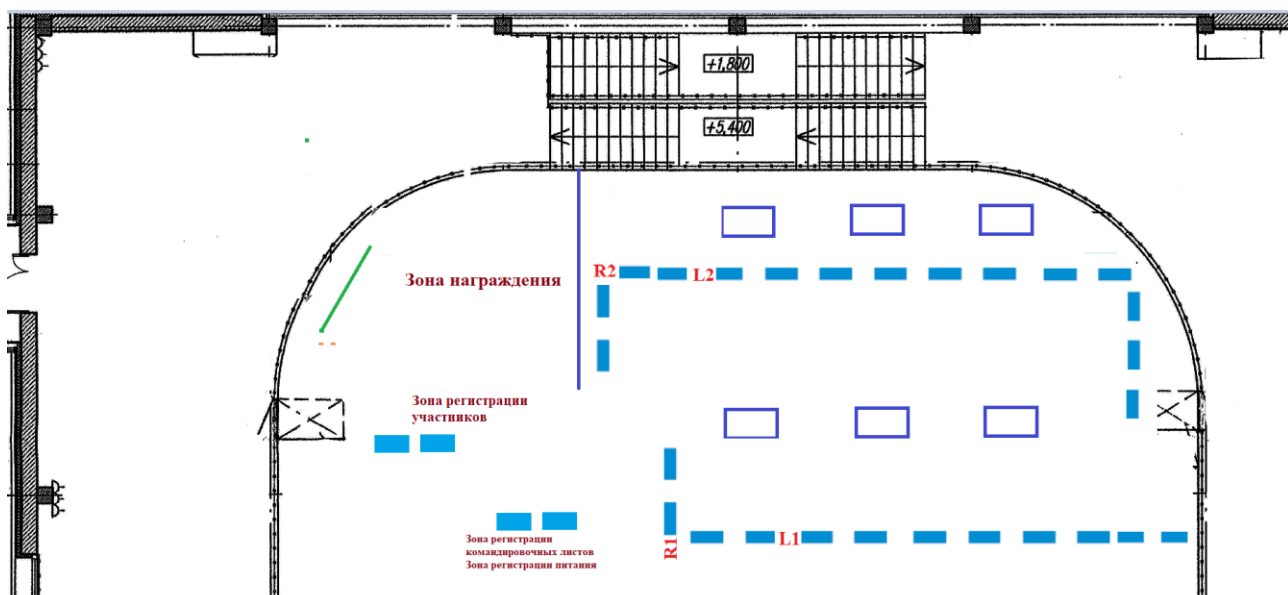 +1,800
+5,400
Зона награждения
R2
L2
Зона регистрации
участников
Зона регистрации
командировочных листов
Зона регистрации питания
R1
L1